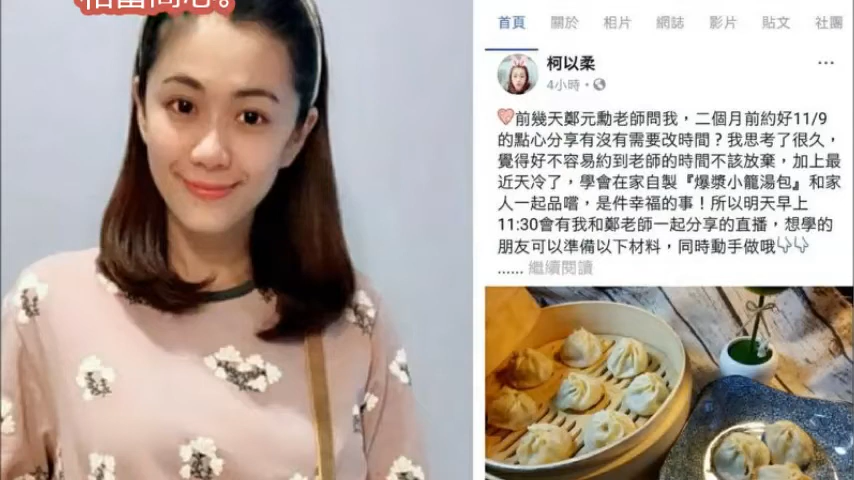 首頁 關於 相片 網誌 影片 貼文 社團
柯以柔
4小時
前幾天鄭元勳老師問我，二個月前約好11/9
的點心分享有沒有需要改時間？我思考了很久，
覺得好不容易約到老師的時間不該放棄，加上最
近天冷了，學會在家自製『爆漿小籠湯包』和家
人一起品嚐，是件幸福的事！所以明天早上
11:30會有我和鄭老師一起分享的直播，想學的
朋友可以準備以下材料，同時動手做哦
...... 繼續閱讀